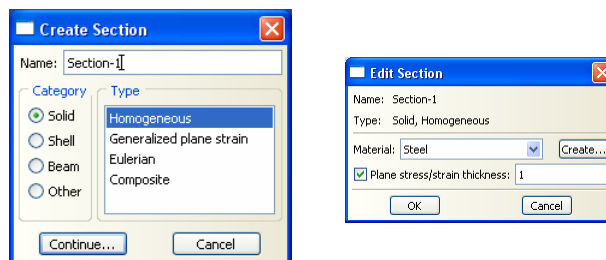 Create Section
Name: Section-1
Category
Type
Solid
Shell
Beam
Other
Homogeneous
Generalized plane strain
Eulerian
Composite
Continue...
Cancel
Edit Section
Name: Section-1
Type: Solid, Homogeneous
Material: Steel
Create...
Plane stress/strain thickness: 1
OK
Cancel